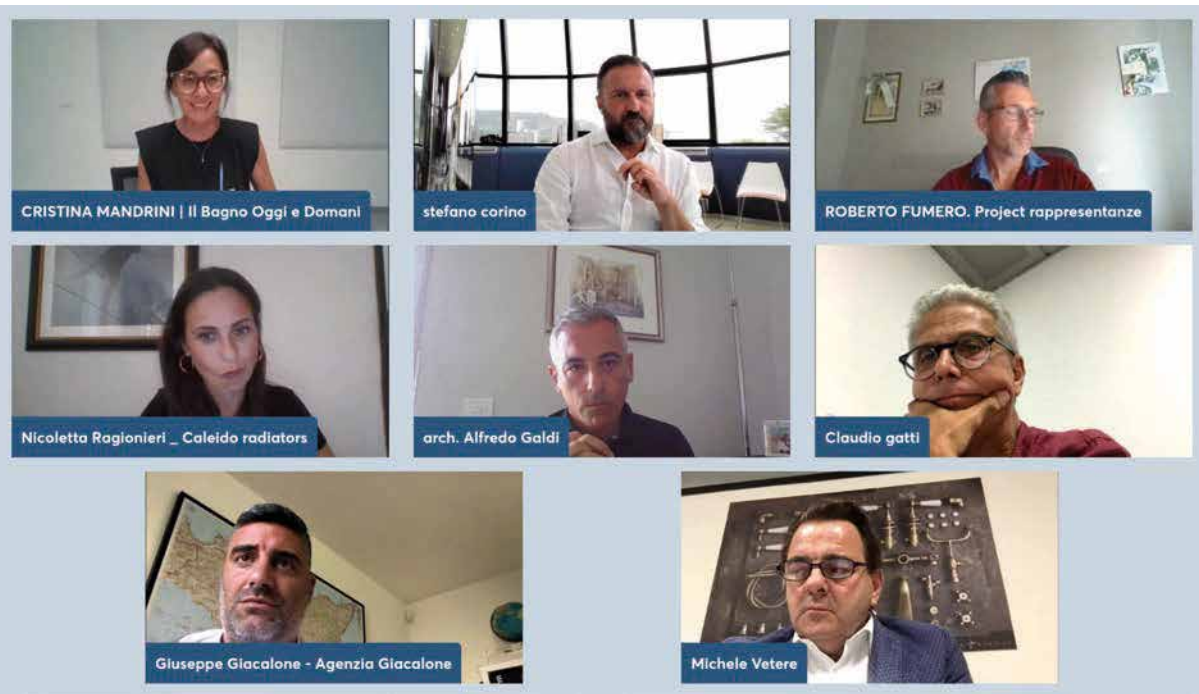 CRISTINA MANDRINI | Il Bagno Oggi e Domani
stefano corino
ROBERTO FUMERO. Project rappresentanze
Nicoletta Ragionieri _ Caleido radiators
arch. Alfredo Galdi
Claudio gatti
Giuseppe Giacalone - Agenzia Giacalone
Michele Vetere